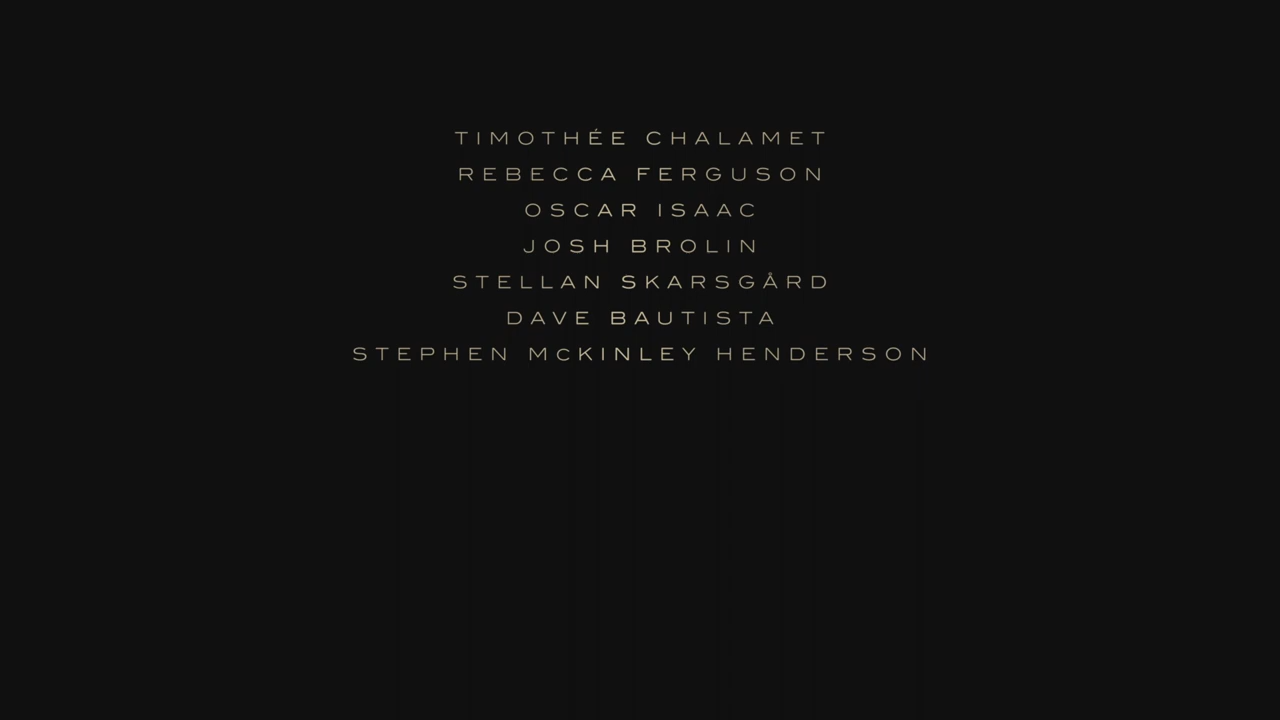 TIMOTHÉE CHALAMET
REBECCA FERGUSON
OSCAR ISAAC
JOSH BROLIN
STELLAN SKARSGÅRD
DAVE BAUTISTA
STEPHEN McKINLEY HENDERSON